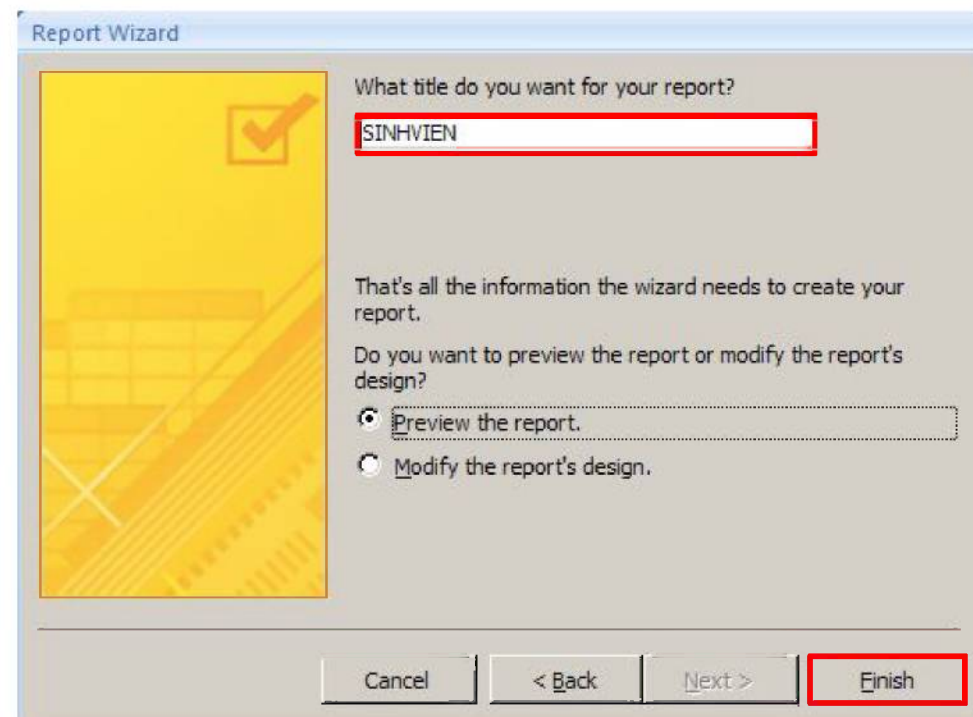 Report Wizard
What title do you want for your report?
SINHVIEN
That's all the information the wizard needs to create your
report.
Do you want to preview the report or modify the report's
design?
Preview the report.
Modify the report's design.
Cancel
< Back
Next >
Finish